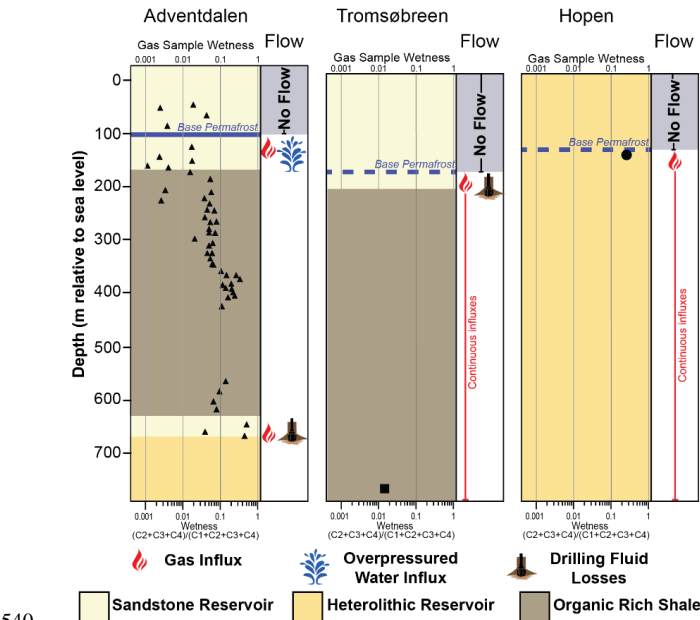 Adventdalen
Tromsøbreen
Hopen
Flow
Flow
Flow
Gas Sample Wetness
Gas Sample Wetness
Gas Sample Wetness
0.001 0.01 0.1 1
0.001 0.01 0.1 1
0.001 0.01 0.1 1
Depth (m relative to sea level)
0
100
200
300
400
500
600
700
Base Permafrost
No Flow
Base Permafrost
No Flow
Continuous influxes
Base Permafrost
No Flow
Continuous influxes
0.001 0.01 0.1 1
0.001 0.01 0.1 1
0.001 0.01 0.1 1
Wetness
(C2+C3+C4)/(C1+C2+C3+C4)
Wetness
(C2+C3+C4)/(C1+C2+C3+C4)
Wetness
(C2+C3+C4)/(C1+C2+C3+C4)
Gas Influx
Overpressured
Water Influx
Drilling Fluid
Losses
Sandstone Reservoir
Heterolithic Reservoir
Organic Rich Shale
540